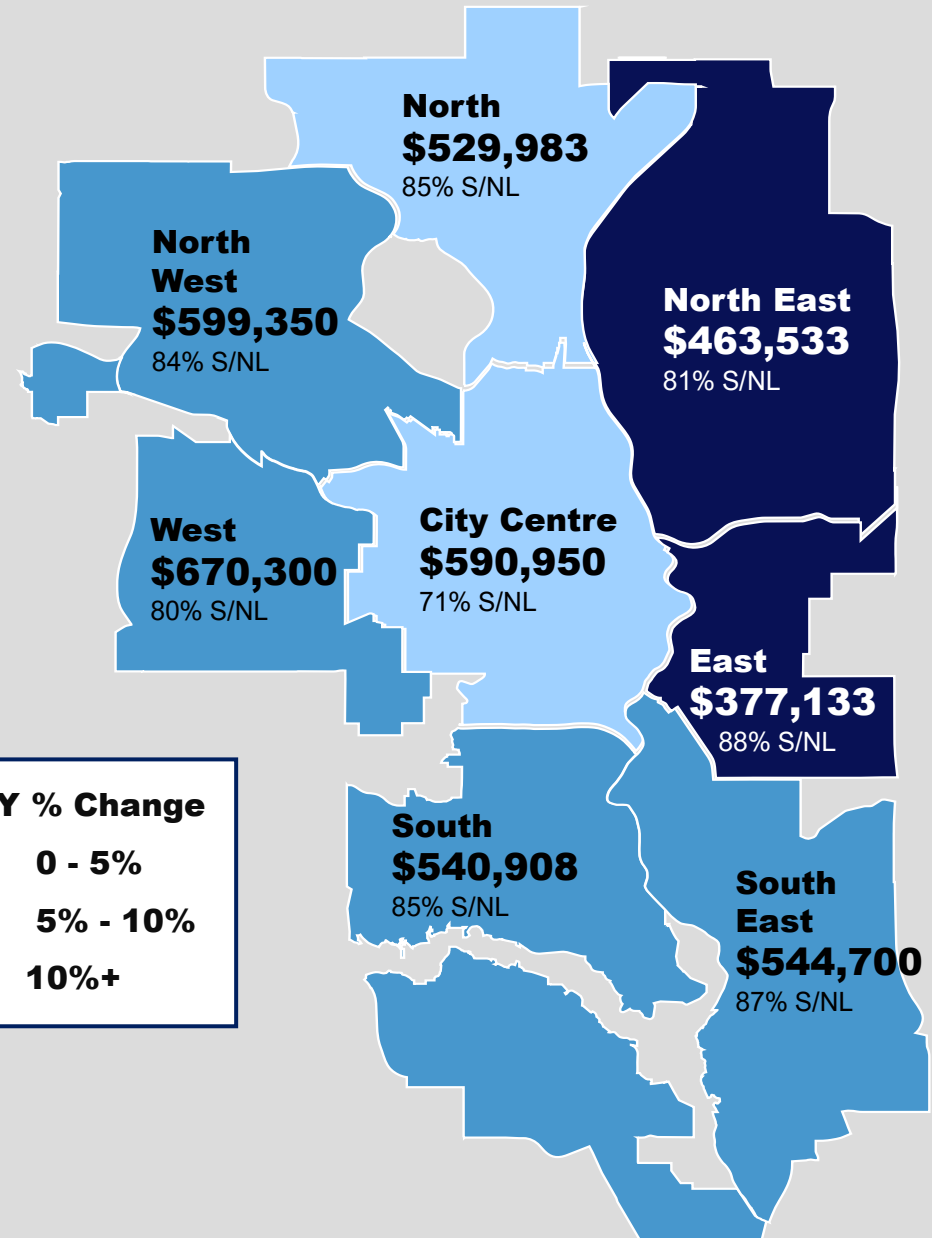 North
$529,983
85% S/NL
North
West
$599,350
84% S/NL
North East
$463,533
81% S/NL
City Centre
$590,950
71% S/NL
West
$670,300
80% S/NL
East
$377,133
88% S/NL
Y % Change
0 - 5%
5% - 10%
10%+
South
$540,908
85% S/NL
South
East
$544,700
87% S/NL